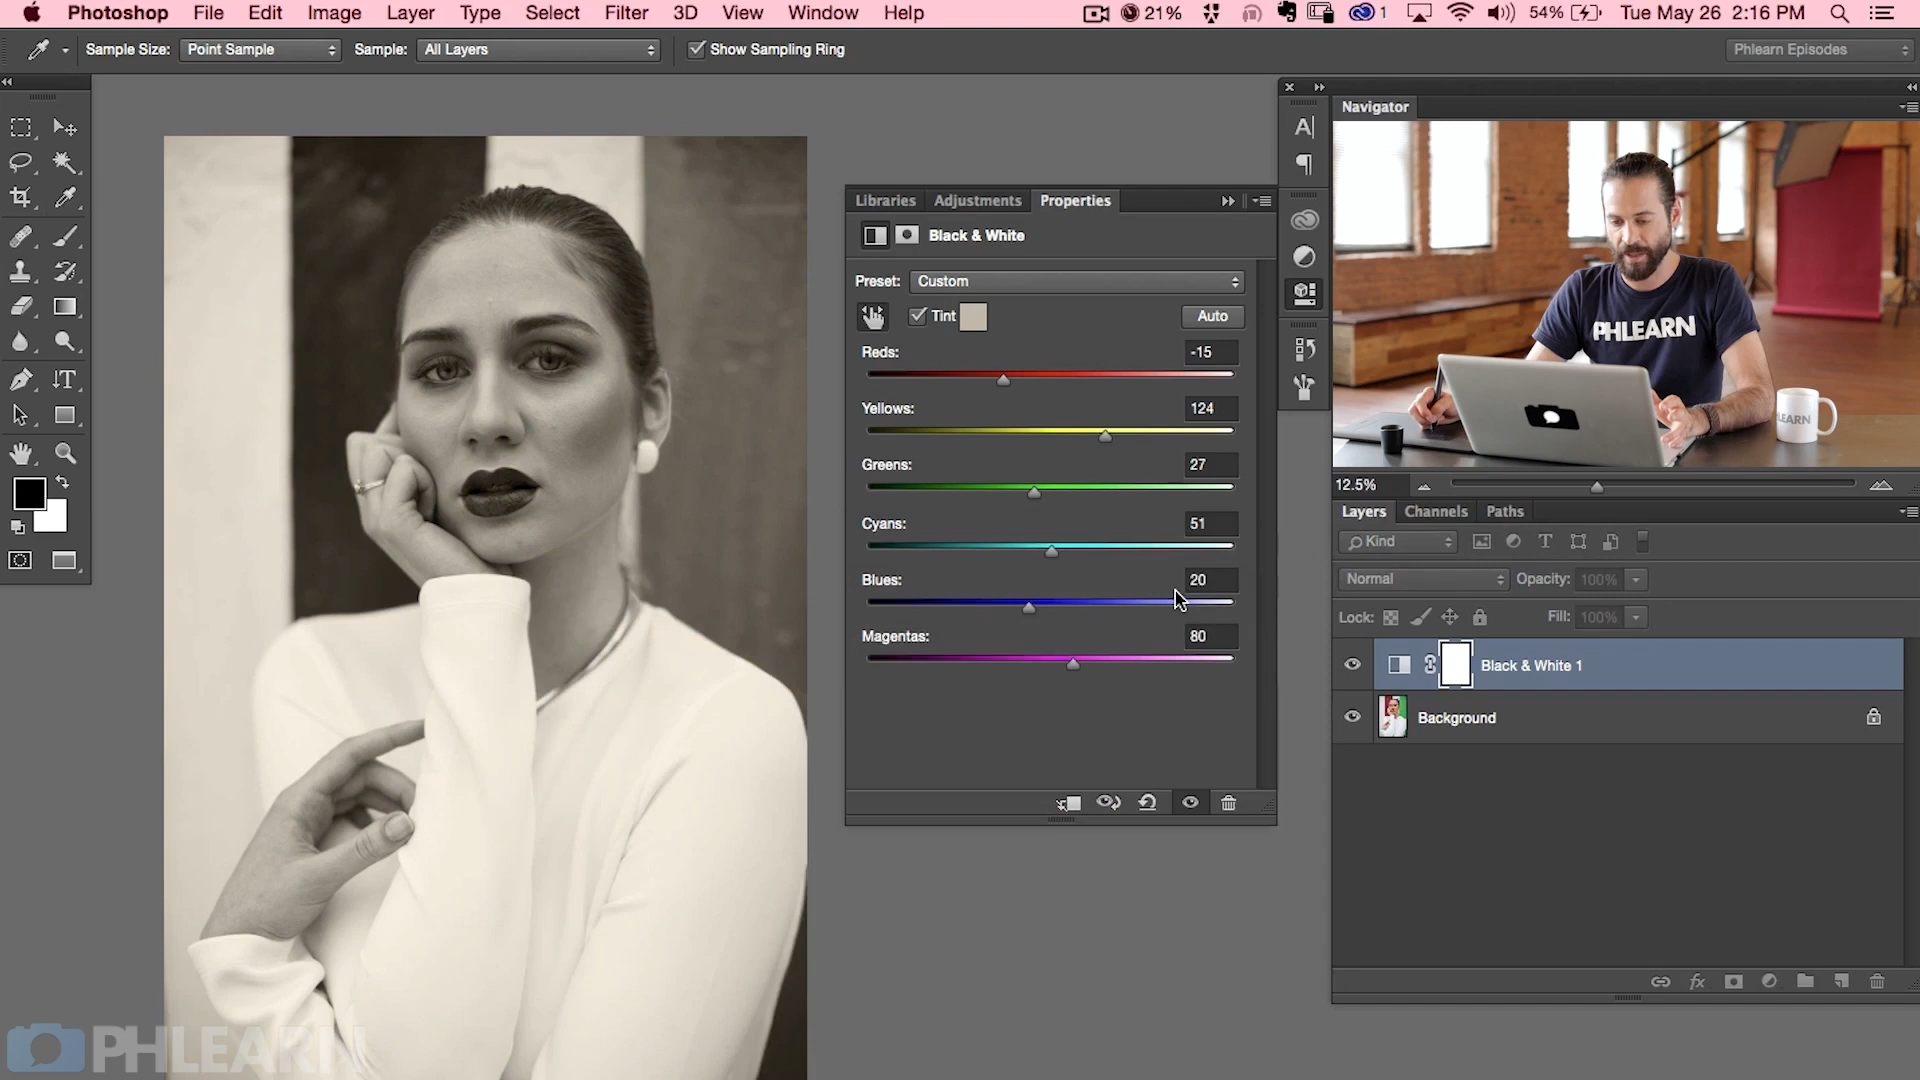 Photoshop File Edit Image Layer Type Select Filter 3D View Window Help 21% 1 54% Tue May 26 2:16 PM
Sample Size: Point Sample Sample: All Layers Show Sampling Ring Phlearn Episodes
Navigator
A
PHLEARN
LEARN
Libraries Adjustments Properties
Black & White
Preset: Custom
Tint Auto
Reds: -15
Yellows: 124
Greens: 27
Cyans: 51
Blues: 20
Magentas: 80
12.5%
Layers Channels Paths
Kind
Normal Opacity: 100%
Lock: Fill: 100%
Black & White 1
Background
PHLEARN